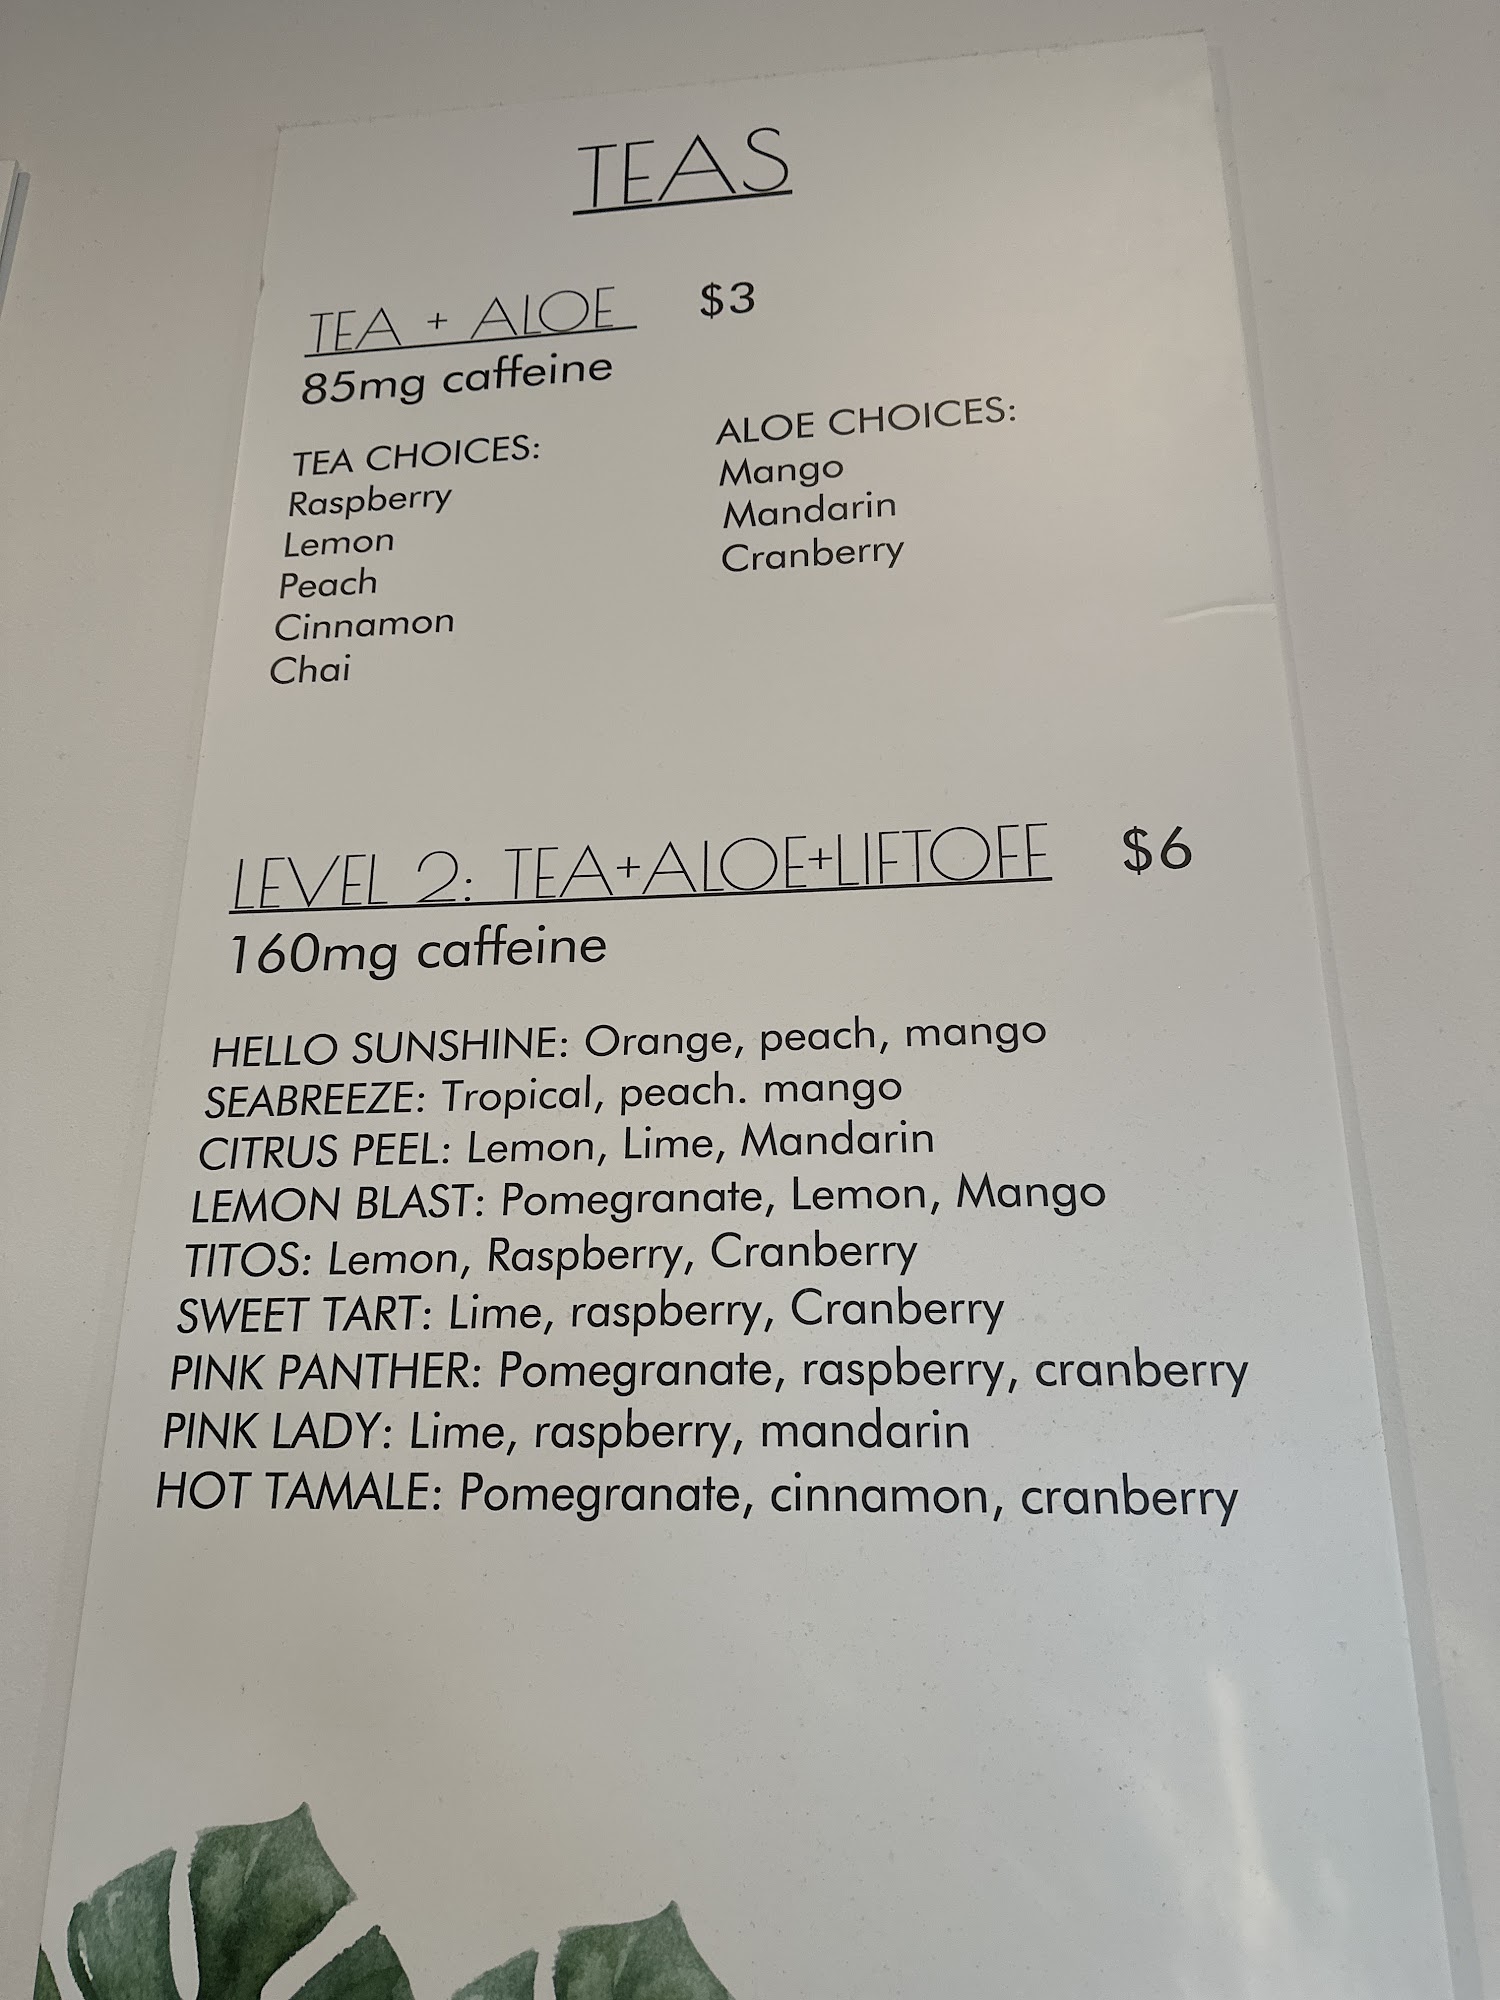 TEAS
TEA + ALOE $3
85mg caffeine
TEA CHOICES:
Raspberry
Lemon
Peach
Cinnamon
Chai
ALOE CHOICES:
Mango
Mandarin
Cranberry
LEVEL 2: TEA+ALOE+LIFTOFF $6
160mg caffeine
HELLO SUNSHINE: Orange, peach, mango
SEABREEZE: Tropical, peach. mango
CITRUS PEEL: Lemon, Lime, Mandarin
LEMON BLAST: Pomegranate, Lemon, Mango
TITOS: Lemon, Raspberry, Cranberry
SWEET TART: Lime, raspberry, Cranberry
PINK PANTHER: Pomegranate, raspberry, cranberry
PINK LADY: Lime, raspberry, mandarin
HOT TAMALE: Pomegranate, cinnamon, cranberry